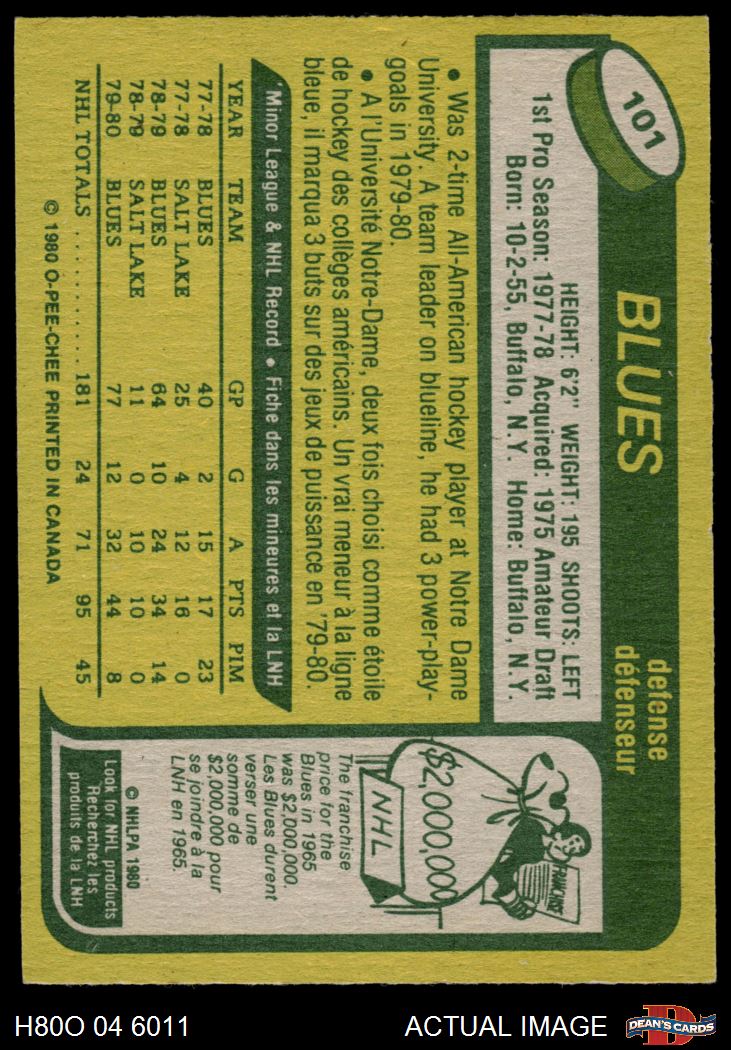 101
BLUES
defense
défenseur
HEIGHT: 6'2" WEIGHT: 195 SHOOTS: LEFT
1st Pro Season: 1977-78 Acquired: 1975 Amateur Draft
Born: 10-2-55, Buffalo, N.Y. Home: Buffalo, N.Y.
• Was 2-time All-American hockey player at Notre Dame
University. A team leader on blueline, he had 3 power-play-
goals in 1979-80.
• A l'Université Notre-Dame, deux fois choisi comme étoile
de hockey des collèges américains. Un vrai meneur à la ligne
bleue, il marqua 3 buts sur des jeux de puissance en '79-80.
*Minor League & NHL Record • Fiche dans les mineures et la LNH
YEAR TEAM GP G A PTS PIM
77-78 BLUES 40 2 15 17 23
77-78 SALT LAKE 25 4 12 16 0
78-79 BLUES 64 10 24 34 14
78-79 SALT LAKE 11 0 10 10 0
79-80 BLUES 77 12 32 44 8
NHL TOTALS .......... 181 24 71 95 45
© 1980 O-PEE-CHEE PRINTED IN CANADA
FRANCHISE
$2,000,000
NHL
The franchise
price for the
Blues in 1965
was $2,000,000.
Les Blues durent
verser une
somme de
$2,000,000 pour
se joindre à la
LNH en 1965.
© NHLPA 1980
Look for NHL products
Recherchez les
produits de la LNH
H80O 04 6011
ACTUAL IMAGE
D
DEAN'S CARDS